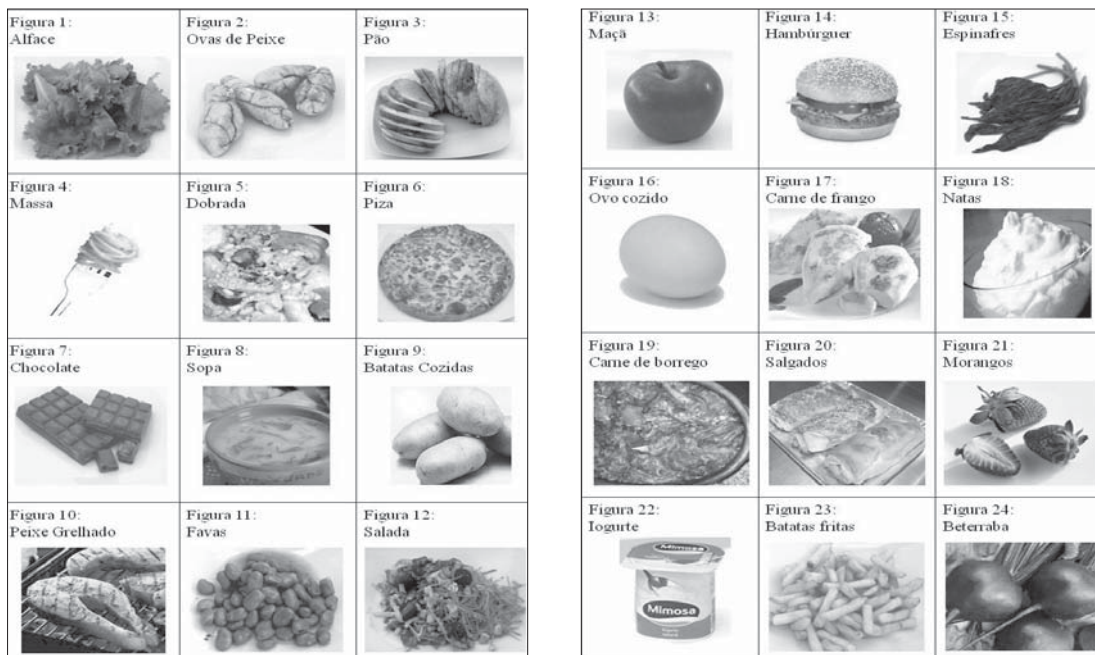 Figura 1:
Alface
Figura 2:
Ovas de Peixe
Figura 3:
Pão
Figura 4:
Massa
Figura 5:
Dobrada
Figura 6:
Piza
Figura 7:
Chocolate
Figura 8:
Sopa
Figura 9:
Batatas Cozidas
Figura 10:
Peixe Grelhado
Figura 11:
Favas
Figura 12:
Salada
Figura 13:
Maçã
Figura 14:
Hambúrguer
Figura 15:
Espinafres
Figura 16:
Ovo cozido
Figura 17:
Carne de frango
Figura 18:
Natas
Figura 19:
Carne de borrego
Figura 20:
Salgados
Figura 21:
Morangos
Figura 22:
Iogurte
Mimosa
Mimosa
Figura 23:
Batatas fritas
Figura 24:
Beterraba